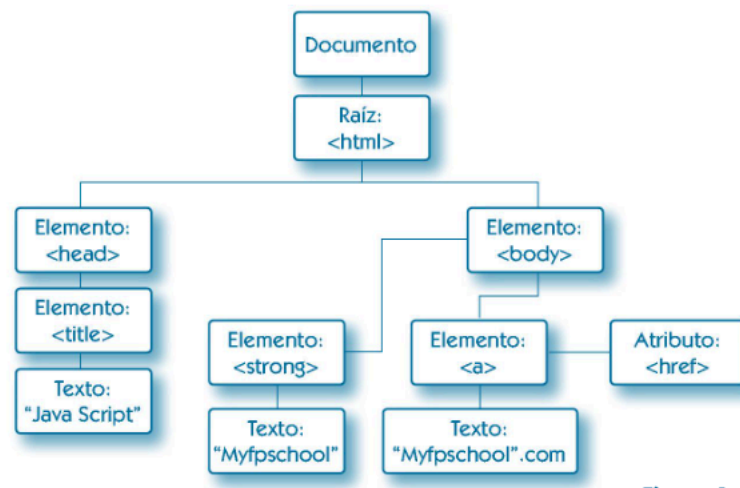 Documento
Raíz:
<html>
Elemento:
<head>
Elemento:
<body>
Elemento:
<title>
Elemento:
<strong>
Elemento:
<a>
Atributo:
<href>
Texto:
“Java Script”
Texto:
“Myfpschool”
Texto:
“Myfpschool”.com